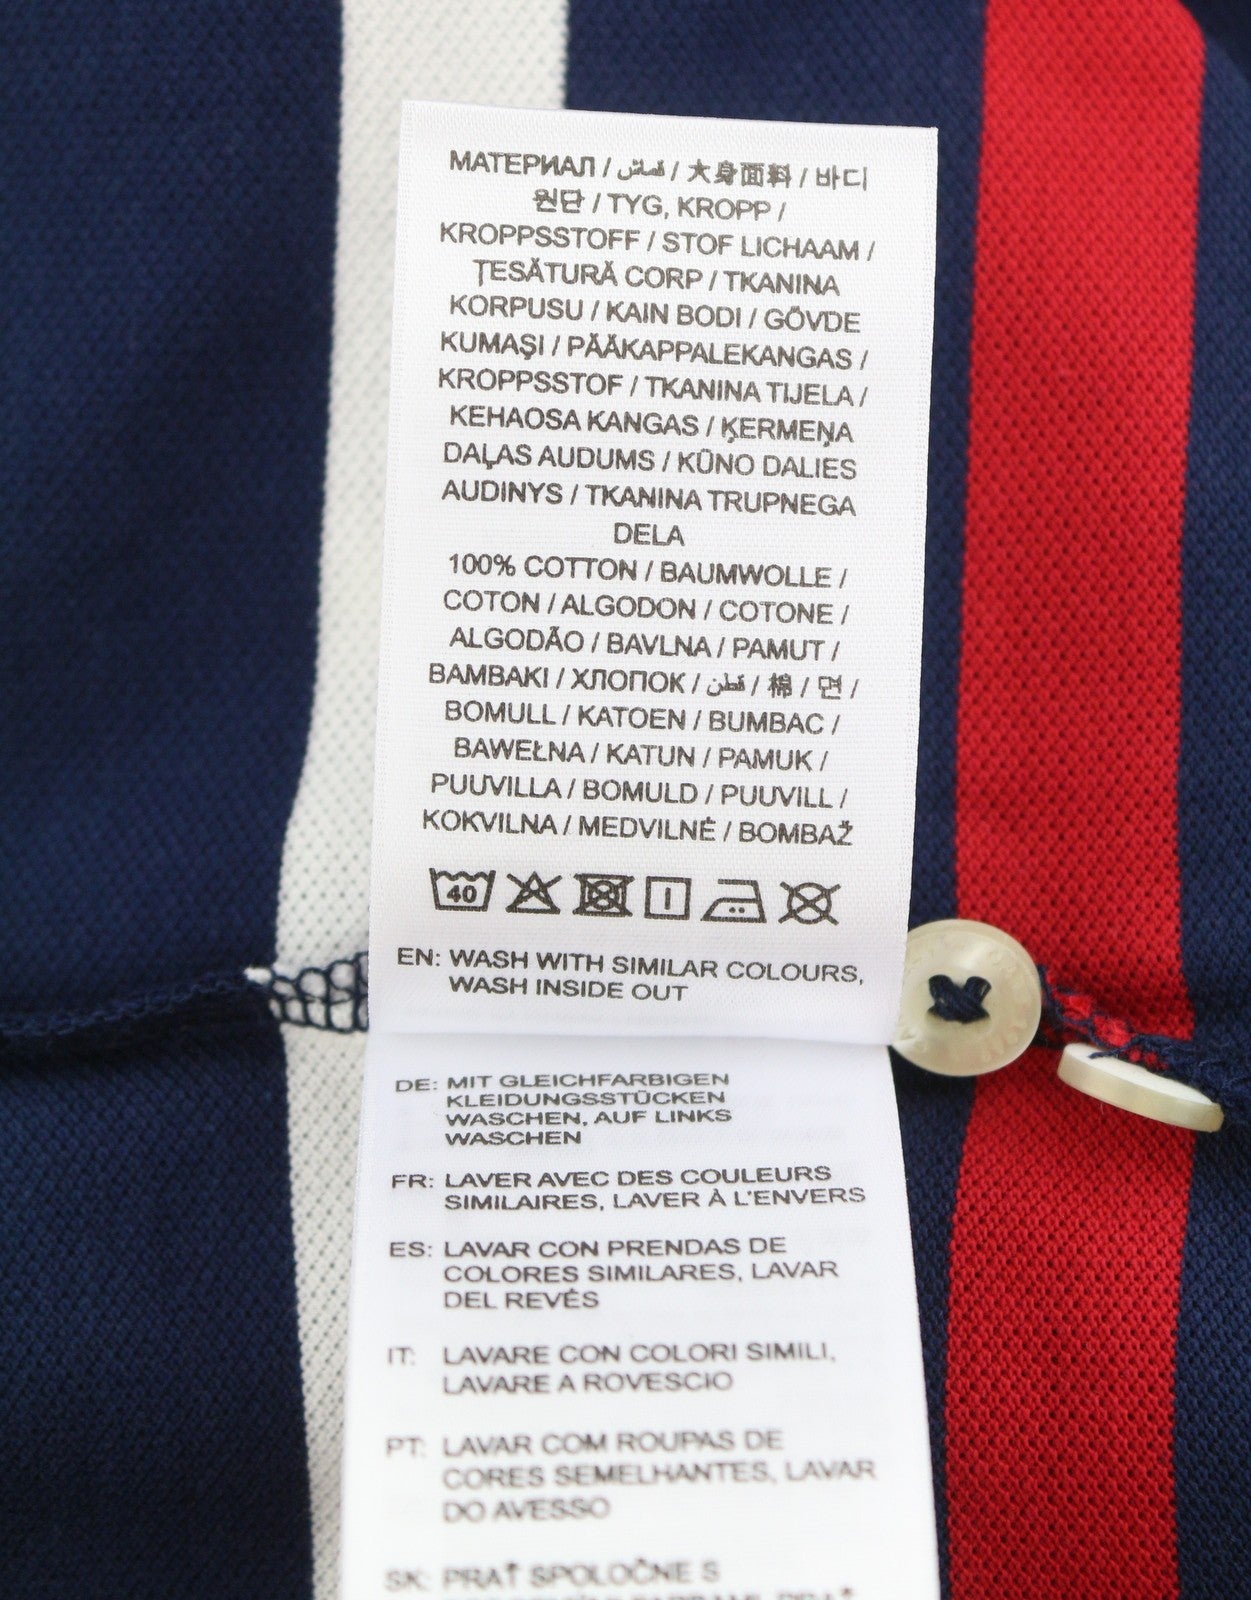 МАТЕРИАЛ / قماش / 大身面料 / 바디
원단 / TYG, KROPP /
KROPPSSTOFF / STOF LICHAAM /
ȚESĂTURĂ CORP / TKANINA
KORPUSU / KAIN BODI / GÖVDE
KUMAŞI / PÄÄKAPPALEKANGAS /
KROPPSSTOF / TKANINA TIJELA /
KEHAOSA KANGAS / ĶERMEŅA
DAĻAS AUDUMS / KŪNO DALIES
AUDINYS / TKANINA TRUPNEGA
DELA
100% COTTON / BAUMWOLLE /
COTON / ALGODON / COTONE /
ALGODÃO / BAVLNA / PAMUT /
BAMBAKI / ХЛОПОК / قطن / 棉 / 면 /
BOMULL / KATOEN / BUMBAC /
BAWEŁNA / KATUN / PAMUK /
PUUVILLA / BOMULD / PUUVILL /
KOKVILNA / MEDVILNĖ / BOMBAŽ
40
EN: WASH WITH SIMILAR COLOURS,
WASH INSIDE OUT
DE: MIT GLEICHFARBIGEN
KLEIDUNGSSTÜCKEN
WASCHEN, AUF LINKS
WASCHEN
FR: LAVER AVEC DES COULEURS
SIMILAIRES, LAVER À L'ENVERS
ES: LAVAR CON PRENDAS DE
COLORES SIMILARES, LAVAR
DEL REVÉS
IT: LAVARE CON COLORI SIMILI,
LAVARE A ROVESCIO
PT: LAVAR COM ROUPAS DE
CORES SEMELHANTES, LAVAR
DO AVESSO
SK: PRAŤ SPOLOČNE S